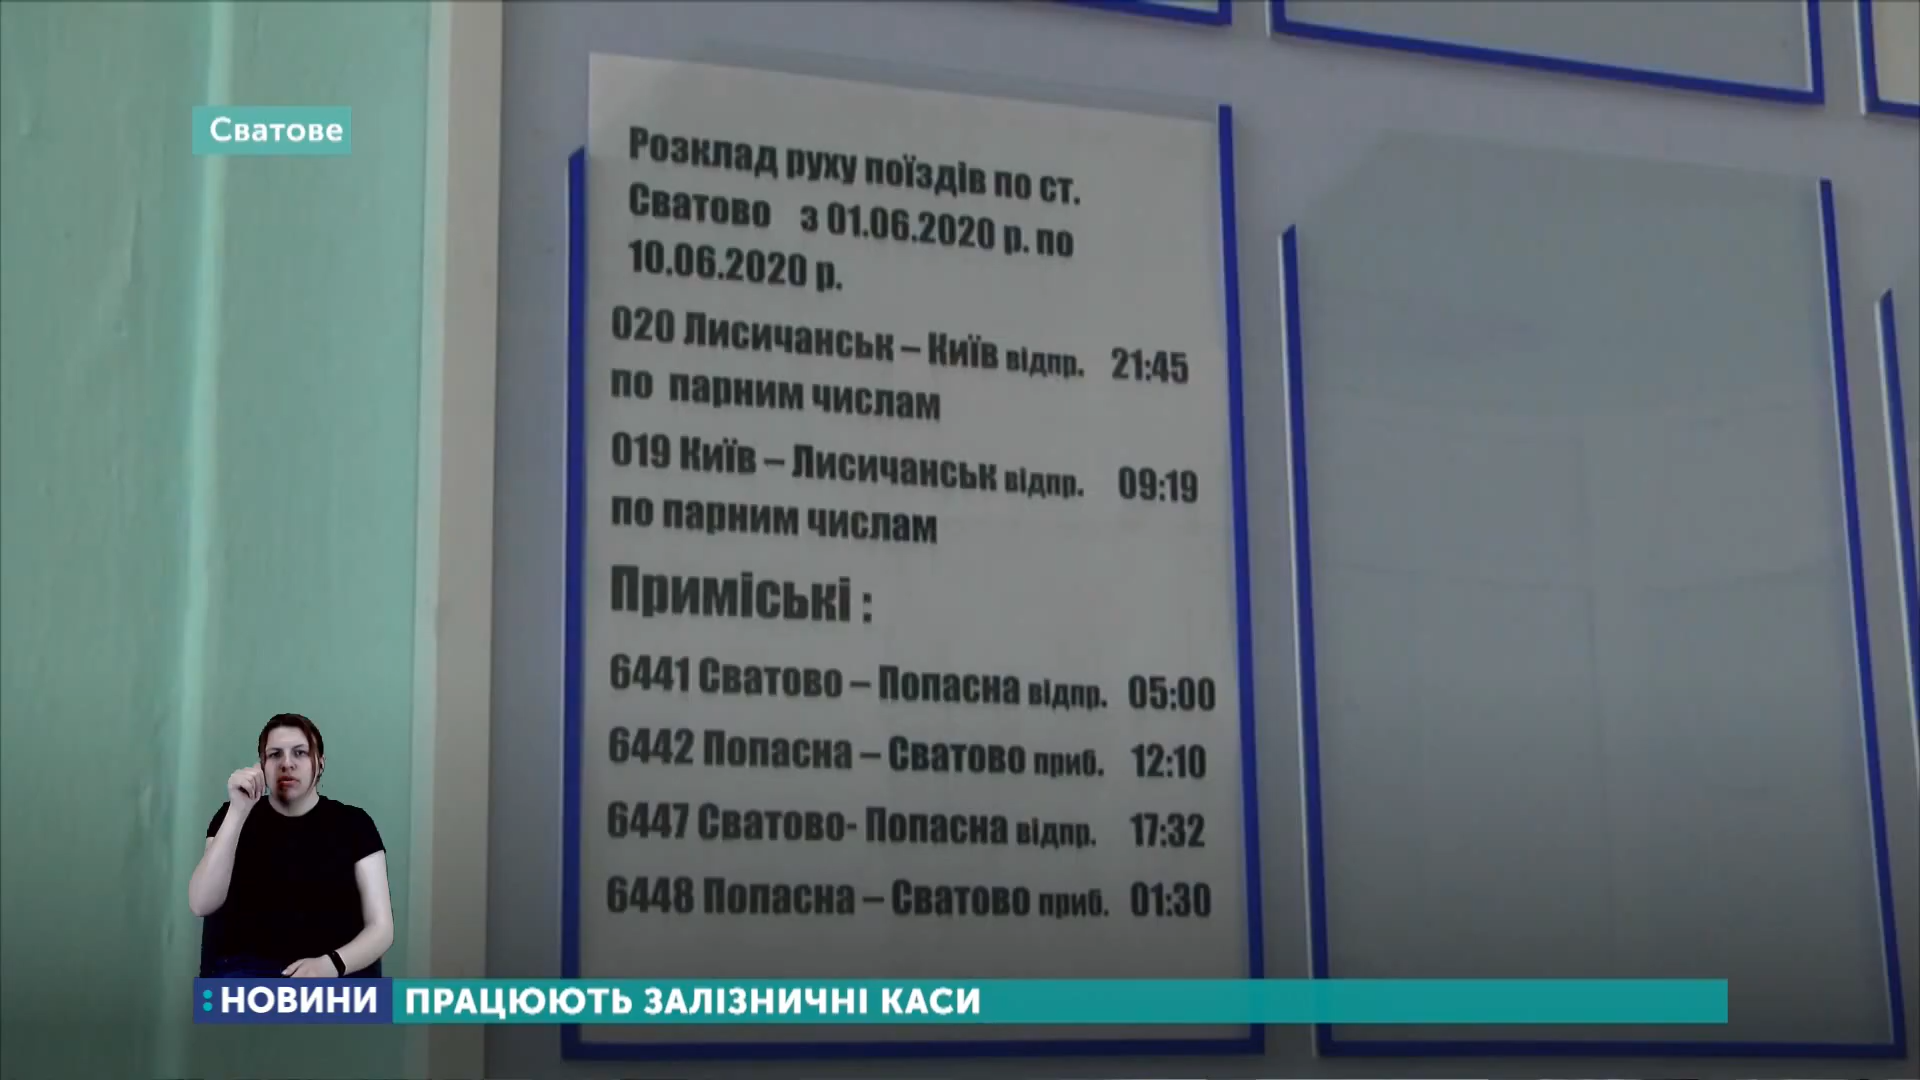 Сватове
Розклад руху поїздів по ст.
Сватово з 01.06.2020 р. по
10.06.2020 р.
020 Лисичанськ – Київ відпр. 21:45
по парним числам
019 Київ – Лисичанськ відпр. 09:19
по парним числам
Приміські :
6441 Сватово – Попасна відпр. 05:00
6442 Попасна – Сватово приб. 12:10
6447 Сватово- Попасна відпр. 17:32
6448 Попасна – Сватово приб. 01:30
:НОВИНИ ПРАЦЮЮТЬ ЗАЛІЗНИЧНІ КАСИ